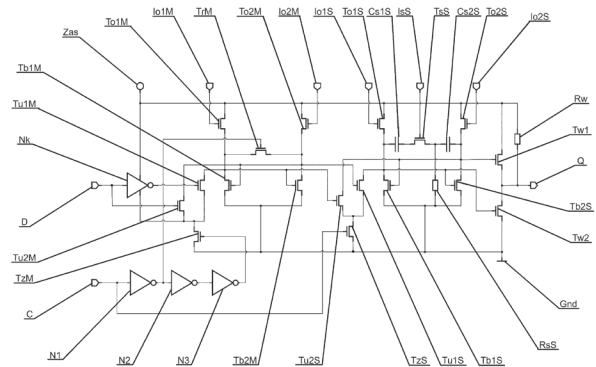 Io1M TrM To2M Io2M Io1S To1S Cs1S IsS TsS Cs2S To2S Io2S
To1M
Zas
Tb1M
Tu1M
Nk
Rw
Tw1
Q
D
Tb2S
Tw2
Tu2M
TzM
C
Gnd
RsS
N1 N2 N3 Tb2M Tu2S TzS Tu1S Tb1S